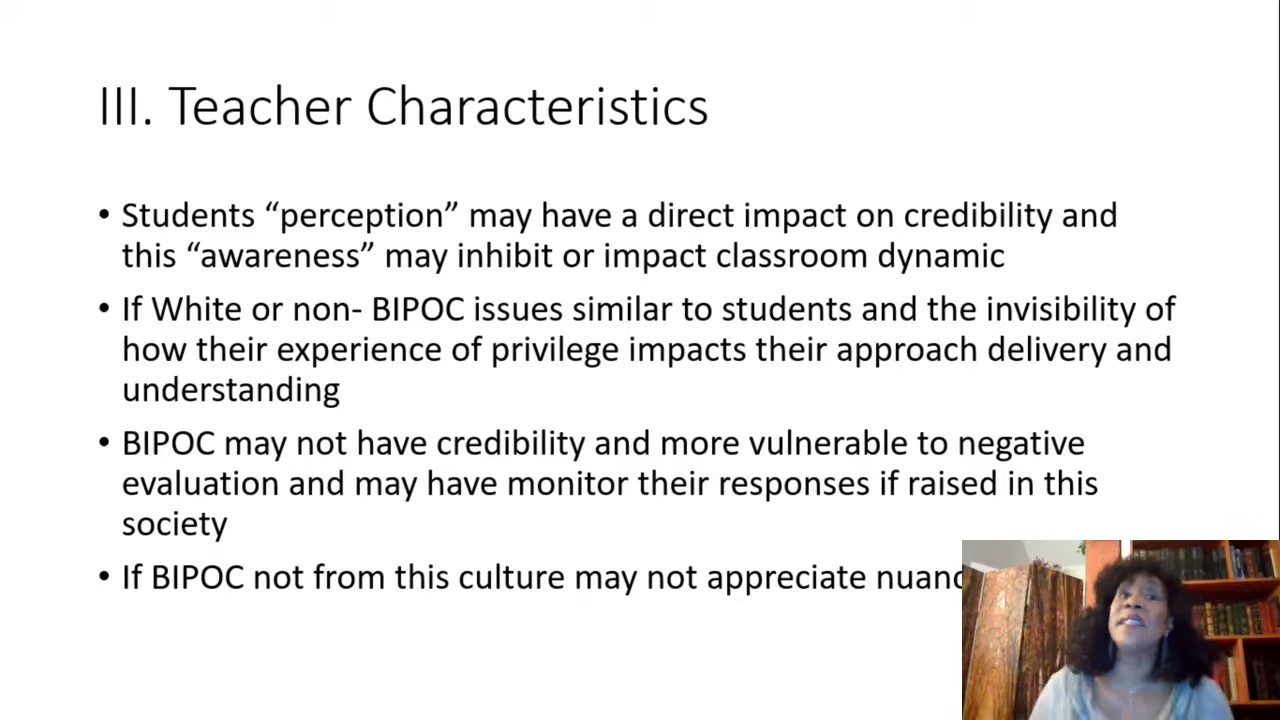 III. Teacher Characteristics
• Students “perception” may have a direct impact on credibility and
this “awareness” may inhibit or impact classroom dynamic
• If White or non- BIPOC issues similar to students and the invisibility of
how their experience of privilege impacts their approach delivery and
understanding
• BIPOC may not have credibility and more vulnerable to negative
evaluation and may have monitor their responses if raised in this
society
• If BIPOC not from this culture may not appreciate